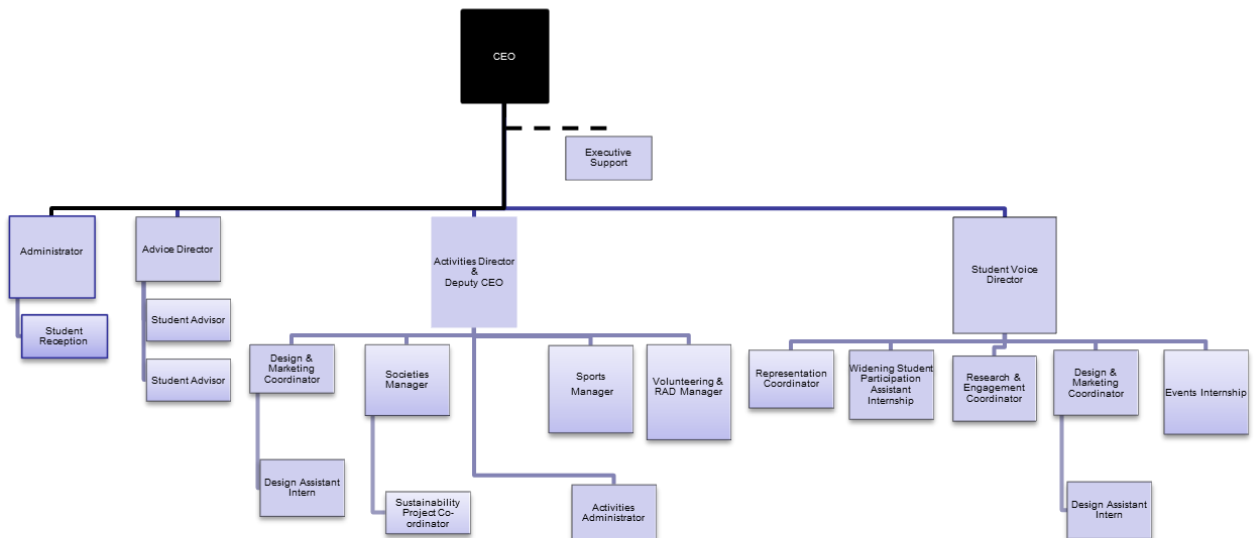 CEO
Executive
Support
Administrator
Advice Director
Activities Director
&
Deputy CEO
Student Voice
Director
Student
Reception
Student Advisor
Student Advisor
Design &
Marketing
Coordinator
Societies
Manager
Sports
Manager
Volunteering &
RAD Manager
Representation
Coordinator
Widening Student
Participation
Assistant
Internship
Research &
Engagement
Coordinator
Design &
Marketing
Coordinator
Events Internship
Design Assistant
Intern
Sustainability
Project Co-
ordinator
Activities
Administrator
Design Assistant
Intern